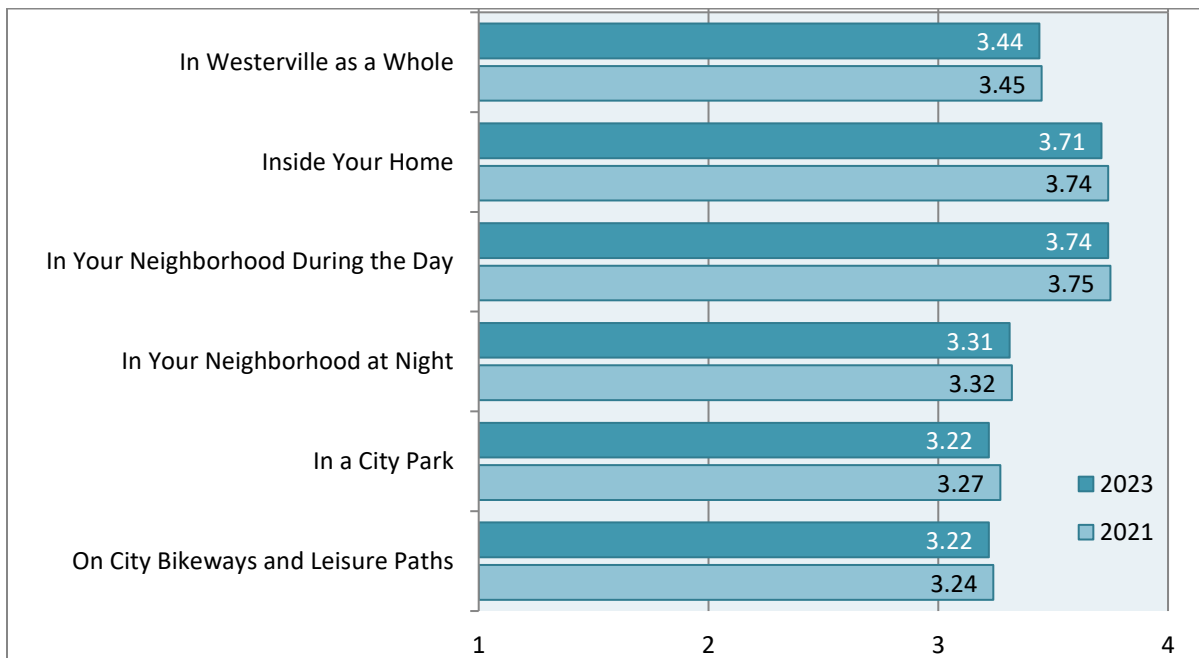 In Westerville as a Whole
3.44
3.45
Inside Your Home
3.71
3.74
In Your Neighborhood During the Day
3.74
3.75
In Your Neighborhood at Night
3.31
3.32
In a City Park
3.22
3.27
On City Bikeways and Leisure Paths
3.22
3.24
2023
2021
1 2 3 4